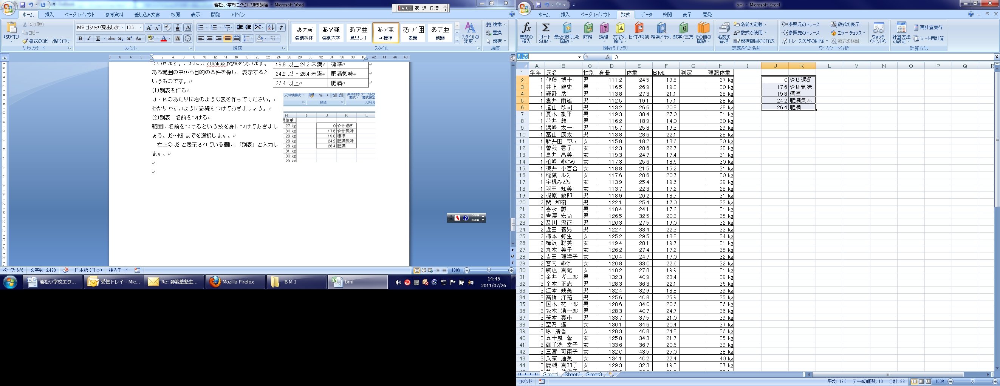 若松小学校エクセル初級講座 - Microsoft Word
ATOK あ 連 R漢
ホーム 挿入 ページ レイアウト 参考資料 差し込み文書 校閲 表示 開発 アドイン
切り取り
コピー
書式のコピー/貼り付け
貼り付け
クリップボード
MS ゴシック (見出しの 10.5
フォント
段落
あア亜 あア亜 あア亜 あア亜 あア亜 あア亜
強調斜体 強調太字 見出し 1 標準 表題 副題
スタイルの変更
スタイル
検索
置換
選択
編集
ていきます。これには vlookup 関数を使います。
ある範囲の中から目的の条件を探し、表示すると
いうものです。
19.8 以上 24.2 未満 標準
24.2 以上 26.4 未満 肥満気味
26.4 以上 肥満
(1)別表を作る
J・Kのあたりに右のような表を作ってください。
わかりやすいように罫線もつけておきましょう。
(2)別表に名前をつける
範囲に名前をつけるという技を身につけておきまし
ょう。J2～K6 までを選択します。
左上の J2 と表示されている欄に、「別表」と入力し
ます。
して中央揃え 数値 条件付き書式 スタイル
H I J K L
27 kg 0 やせ過ぎ
30 kg 17.6 やせ気味
28 kg 19.8 標準
28 kg 24.2 肥満気味
28 kg 26.4 肥満
31 kg
30 kg
29 kg
CAPS
KANA
ページ: 6/6 文字数: 2,423 日本語 (日本) 挿入モード 100%
若松小学校エク... 受信トレイ - Mic... Re: 師範塾塾生... Mozilla Firefox BMI bmi
14:45
2011/07/26
bmi - Microsoft Excel
ホーム 挿入 ページ レイアウト 数式 データ 校閲 表示 開発
関数の挿入 オート SUM 最近使用した関数 財務 論理 文字列操作 日付/時刻 検索/行列 数学/三角 その他の関数
関数ライブラリ
名前の管理 名前の定義 数式で使用 選択範囲から作成
定義された名前
参照元のトレース 参照先のトレース トレース矢印の削除 数式の表示 エラー チェック 数式の検証 ウォッチウィンドウ
ワークシート分析
計算方法の設定 再計算実行 シート再計算
計算方法
別表 fx 0
A B C D E F G H I J K L M N O P Q R
1 学年 氏名 性別 身長 体重 BMI 判定 理想体重
2 1 伊藤 博士 男 111.2 24.5 19.8 27 kg 0 やせ過ぎ
3 1 井上 健史 男 116.5 26.9 19.8 30 kg 17.6 やせ気味
4 1 磯野 岳 男 113.8 27.3 21.1 28 kg 19.8 標準
5 1 雲井 雨雄 男 112.5 19.1 15.1 28 kg 24.2 肥満気味
6 1 遠山 欣司 男 113.2 26.6 20.8 28 kg 26.4 肥満
7 1 夏木 勘平 男 119.3 38.4 27.0 31 kg
8 1 花井 敦 男 116.2 18.9 14.0 30 kg
9 1 浜崎 太一 男 115.7 25.8 19.3 29 kg
10 1 富山 康太 男 113.8 28.6 22.1 28 kg
11 1 新井田 まい 女 115.8 18.2 13.6 30 kg
12 1 曽我 君子 女 112.3 28.6 22.7 28 kg
13 1 鳥井 昌美 女 119.3 24.7 17.4 31 kg
14 1 柏崎 めぐみ 女 117.3 25.6 18.6 30 kg
15 1 板井 小百合 女 118.8 21.5 15.2 31 kg
16 1 稲葉 ルミ 女 117.6 28.6 20.7 30 kg
17 1 宇梶みどり 女 113.9 25.4 19.6 29 kg
18 1 羽田 知美 女 113.7 22.3 17.2 28 kg
19 2 梶原 敏郎 男 118.9 26.2 18.5 31 kg
20 2 関 和樹 男 122.1 25.4 17.0 33 kg
21 2 喜多 誠 男 118.4 24.1 17.2 31 kg
22 2 吉澤 宏尚 男 126.5 32.5 20.3 35 kg
23 2 及川 忠征 男 120.3 27.5 19.0 32 kg
24 2 近田 義男 男 122.4 33.4 22.3 33 kg
25 2 柿本 弥生 女 125.2 29.5 18.8 34 kg
26 2 樺沢 聡美 女 119.4 28.1 19.7 31 kg
27 2 丸本 美子 女 126.2 27.4 17.2 35 kg
28 2 吉田 理津子 女 120.4 24.7 17.0 32 kg
29 2 宮内 めぐ 女 120.8 33.0 22.6 32 kg
30 2 駒込 真紀 女 118.2 27.8 19.9 31 kg
31 3 金井 孝三郎 男 132.3 40.9 23.4 39 kg
32 3 金本 正志 男 128.3 36.3 22.1 36 kg
33 3 江本 朔美 男 132.4 32.9 18.8 39 kg
34 3 高橋 洋祐 男 125.6 40.8 25.9 35 kg
35 3 国木 祐一郎 男 128.6 34.0 20.6 36 kg
36 3 坂本 浩一郎 男 128.3 40.7 24.7 36 kg
37 3 笹本 真市 男 133.7 37.5 21.0 39 kg
38 3 空乃 遥 女 130.1 34.6 20.4 37 kg
39 3 原 清香 女 128.3 40.8 24.8 36 kg
40 3 五十嵐 蒼 女 125.8 34.3 21.7 35 kg
41 3 御手洗 幸子 女 133.6 36.7 20.6 39 kg
42 3 三宮 可南子 女 132.0 43.5 25.0 38 kg
43 3 氏家 通美 女 134.1 40.2 22.4 40 kg
44 3 鹿瀬 真知子 女 129.3 32.3 19.3 37 kg
Sheet1 Sheet2 Sheet3
コマンド 平均: 17.6 データの個数: 10 合計: 88 100%